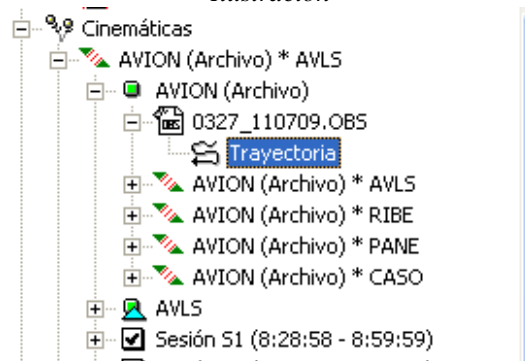 Cinemáticas
AVION (Archivo) * AVLS
AVION (Archivo)
0327_110709.OBS
Trayectoria
AVION (Archivo) * AVLS
AVION (Archivo) * RIBE
AVION (Archivo) * PANE
AVION (Archivo) * CASO
AVLS
Sesión S1 (8:28:58 - 8:59:59)